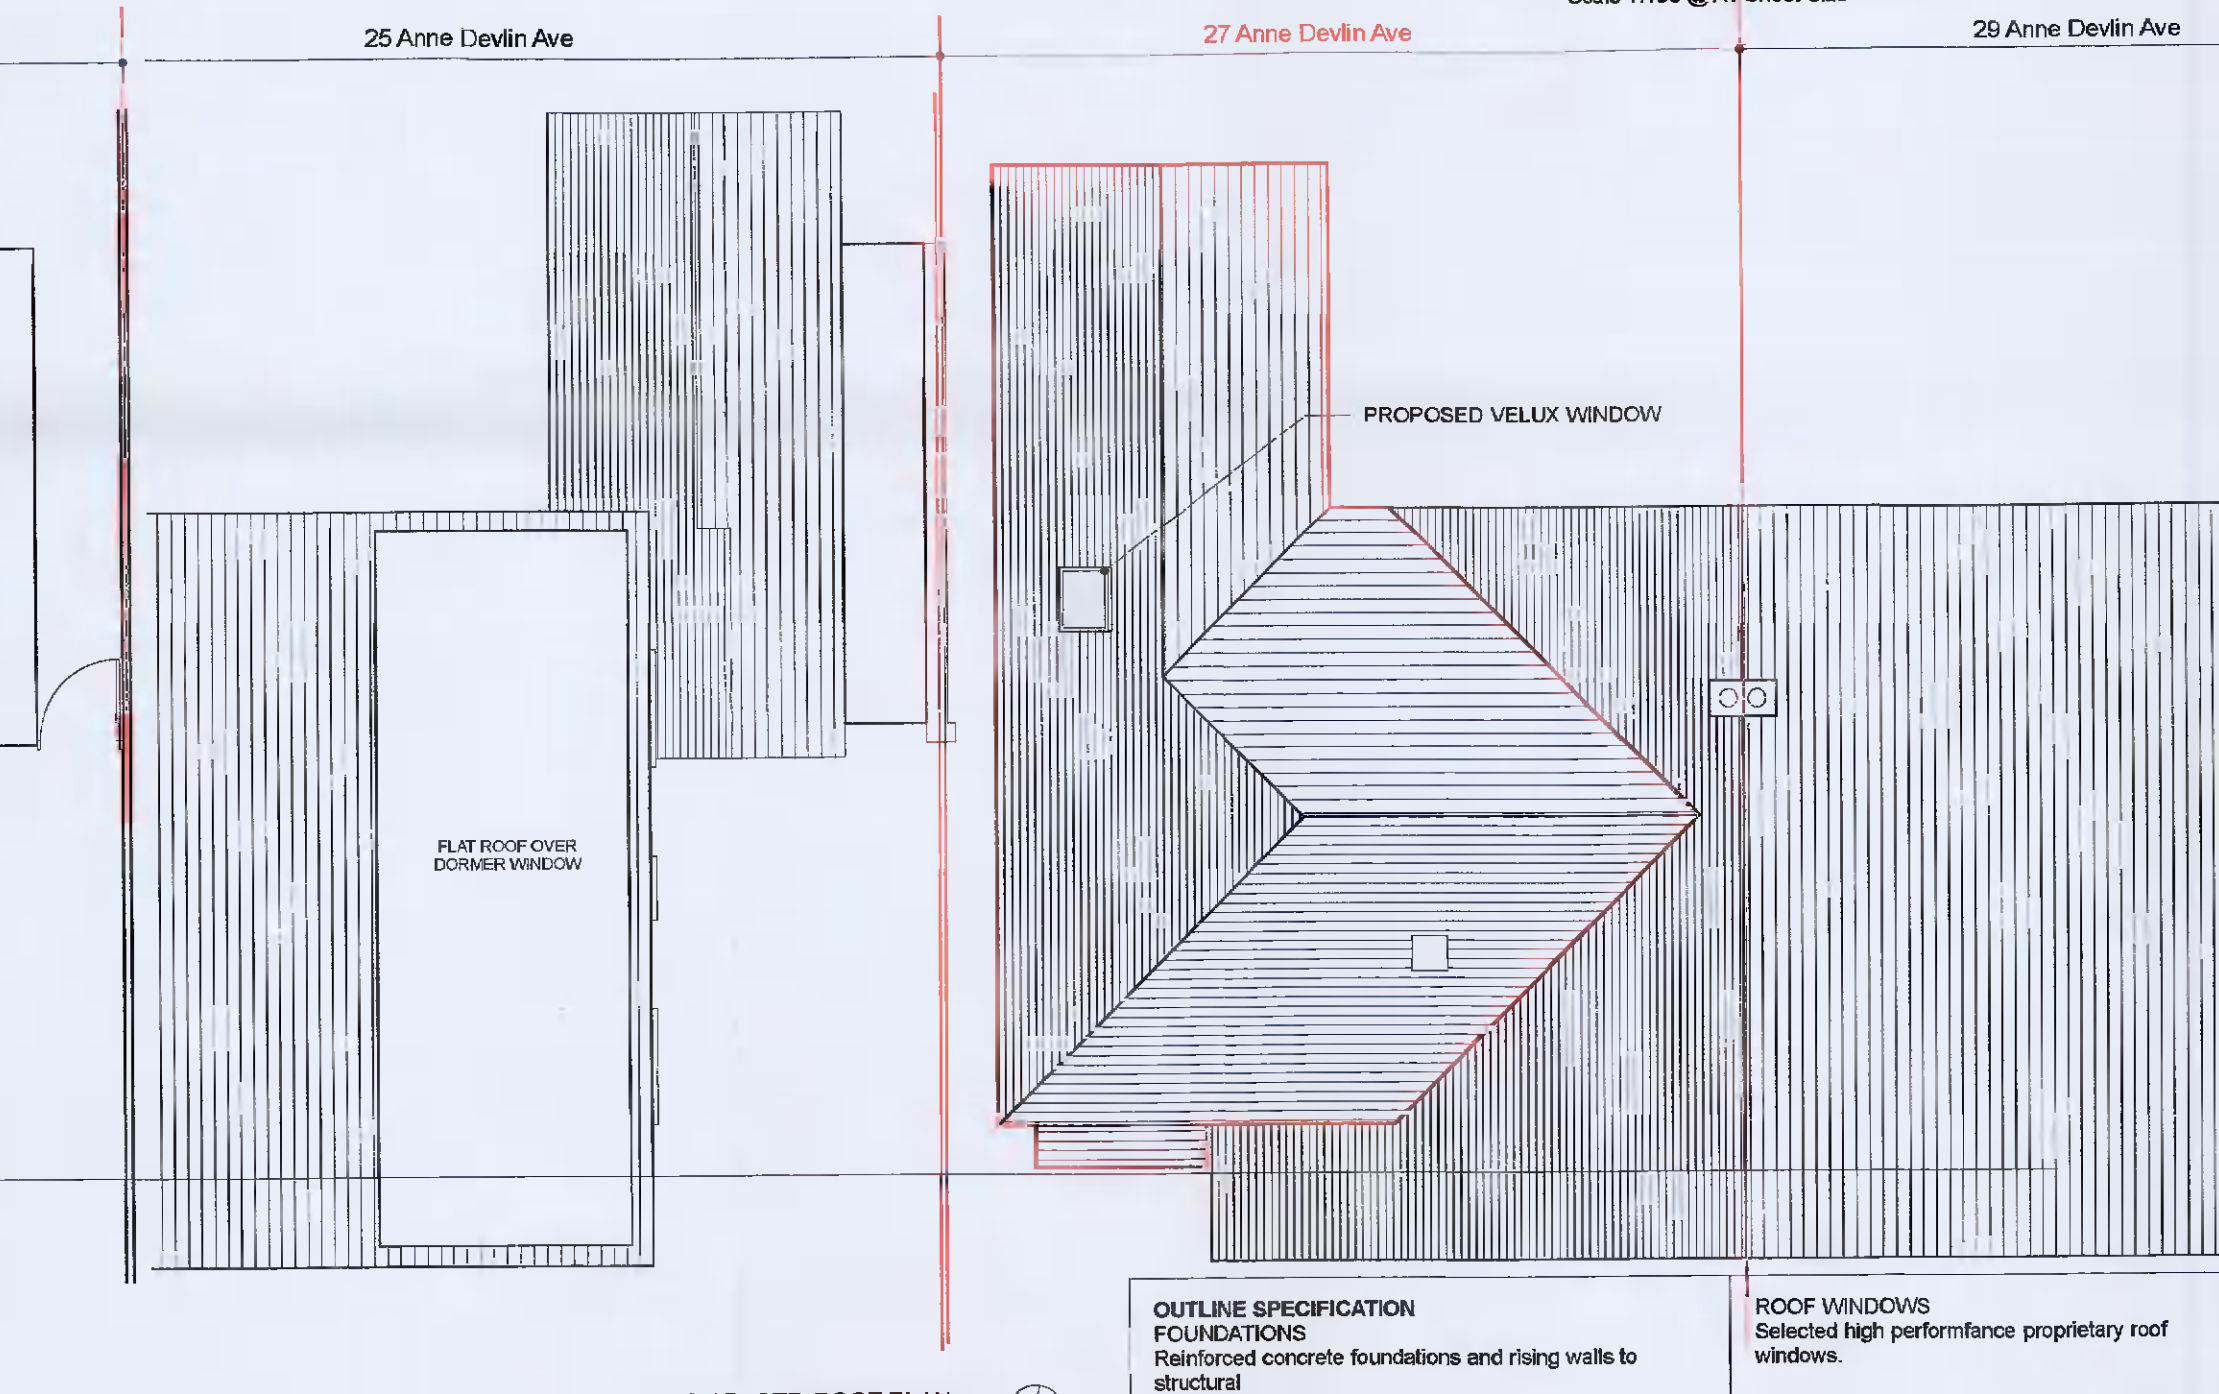 25 Anne Devlin Ave
27 Anne Devlin Ave
29 Anne Devlin Ave
PROPOSED VELUX WINDOW
FLAT ROOF OVER
DORMER WINDOW
OUTLINE SPECIFICATION
FOUNDATIONS
Reinforced concrete foundations and rising walls to
structural
ROOF WINDOWS
Selected high performfance proprietary roof
windows.